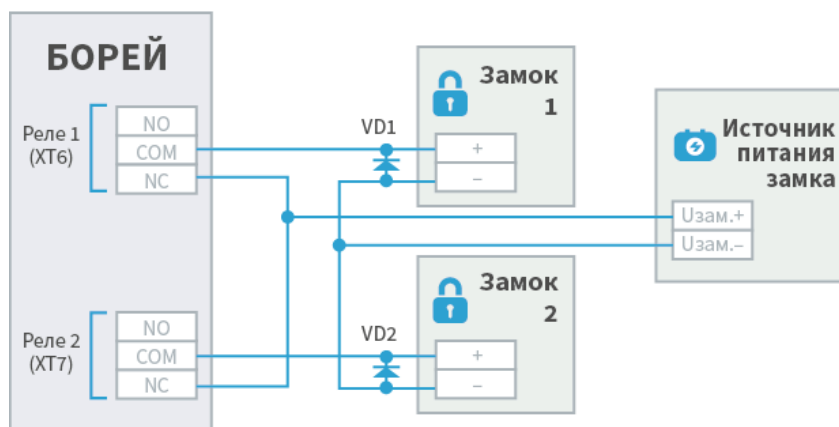 БОРЕЙ
Реле 1
(XT6)
NO
COM
NC
VD1
Замок
1
+
–
Источник
питания
замка
Uзам.+
Uзам.–
Реле 2
(XT7)
NO
COM
NC
VD2
Замок
2
+
–